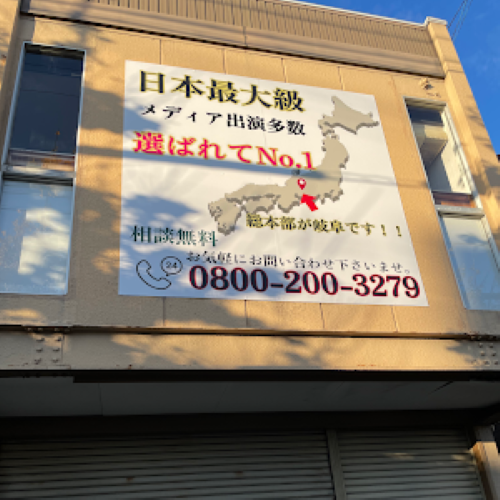 日本最大級
メディア出演多数
選ばれてNo.1
総本部が岐阜です！！
相談無料
24
お気軽にお問い合わせ下さいませ。
0800-200-3279